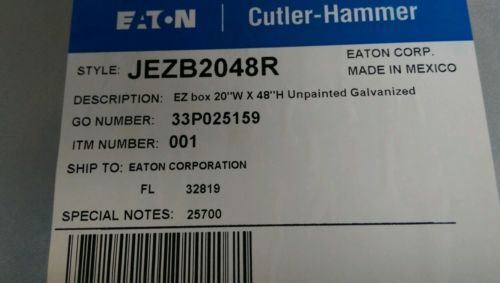 EATON | Cutler-Hammer
STYLE: JEZB2048R
EATON CORP.
MADE IN MEXICO
DESCRIPTION: EZ box 20"W X 48"H Unpainted Galvanized
GO NUMBER: 33P025159
ITM NUMBER: 001
SHIP TO: EATON CORPORATION
FL 32819
SPECIAL NOTES: 25700